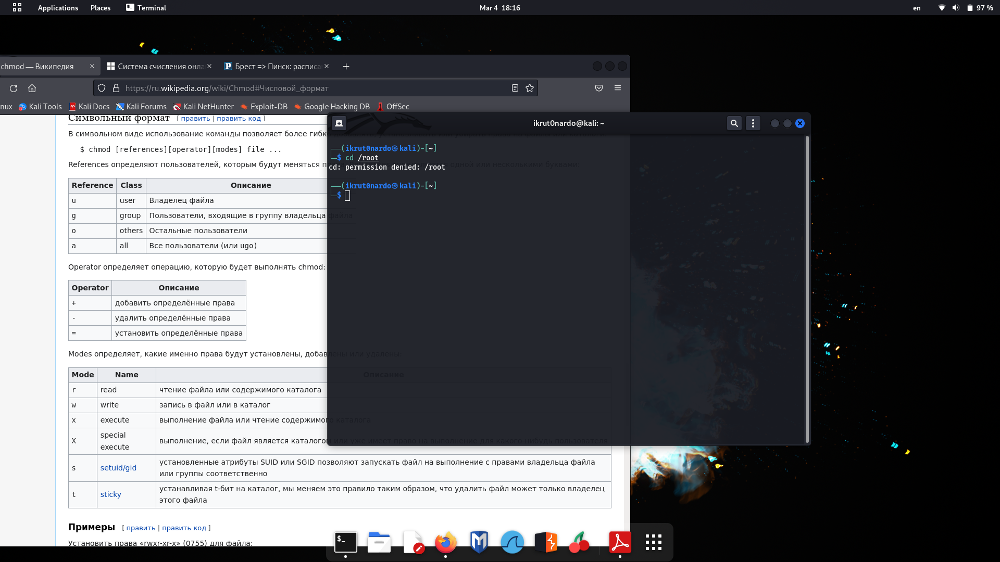 Applications Places Terminal Mar 4 18:16 en 97 %
chmod — Википедия Система счисления онла Брест => Пинск: расписа
https://ru.wikipedia.org/wiki/Chmod#Числовой_формат
nux Kali Tools Kali Docs Kali Forums Kali NetHunter Exploit-DB Google Hacking DB OffSec
Символьный формат [ править | править код ]
В символьном виде использование команды позволяет более гибк
$ chmod [references][operator][modes] file ...
References определяют пользователей, которым будут меняться права. References определяются одной или несколькими буквами:
Reference Class Описание
u user Владелец файла
g group Пользователи, входящие в группу владельца файла
o others Остальные пользователи
a all Все пользователи (или ugo)
Operator определяет операцию, которую будет выполнять chmod:
Operator Описание
+ добавить определённые права
- удалить определённые права
= установить определённые права
Modes определяет, какие именно права будут установлены, добавлены или удалены:
Mode Name Описание
r read чтение файла или содержимого каталога
w write запись в файл или в каталог
x execute выполнение файла или чтение содержимого каталога
X special execute выполнение, если файл является каталогом или уже имеет право на выполнение для какого-нибудь пользователя
s setuid/gid установленные атрибуты SUID или SGID позволяют запускать файл на выполнение с правами владельца файла
или группы соответственно
t sticky устанавливая t-бит на каталог, мы меняем это правило таким образом, что удалить файл может только владелец
этого файла
Примеры [ править | править код ]
Установить права «rwxr-xr-x» (0755) для файла:
ikrut0nardo@kali: ~
┌──(ikrut0nardo㉿kali)-[~]
└─$ cd /root
cd: permission denied: /root
┌──(ikrut0nardo㉿kali)-[~]
└─$